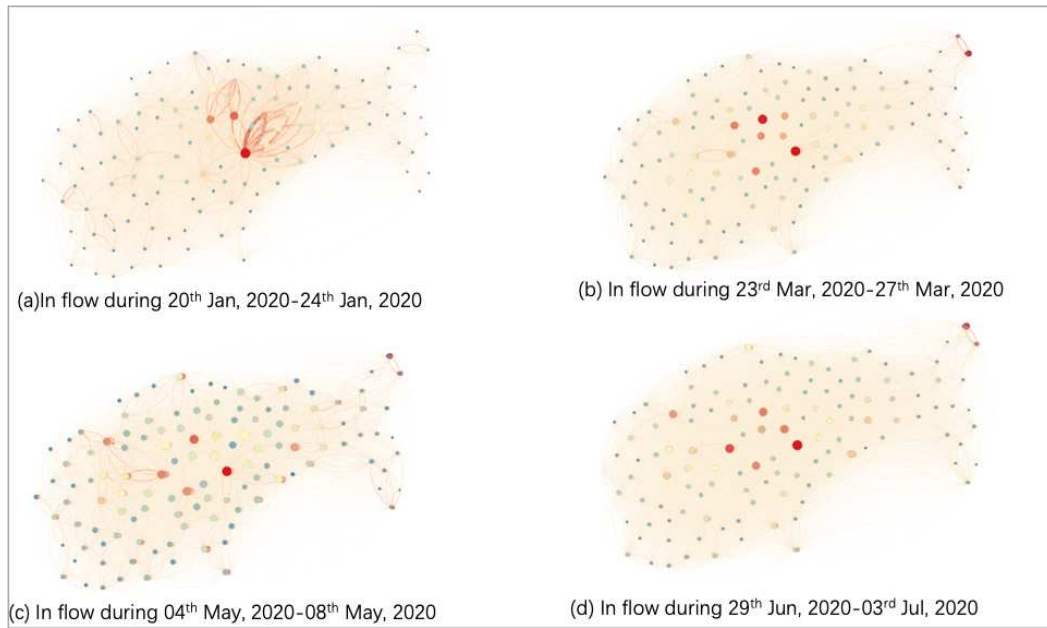 (a)In flow during 20th Jan, 2020-24th Jan, 2020
(b) In flow during 23rd Mar, 2020-27th Mar, 2020
(c) In flow during 04th May, 2020-08th May, 2020
(d) In flow during 29th Jun, 2020-03rd Jul, 2020